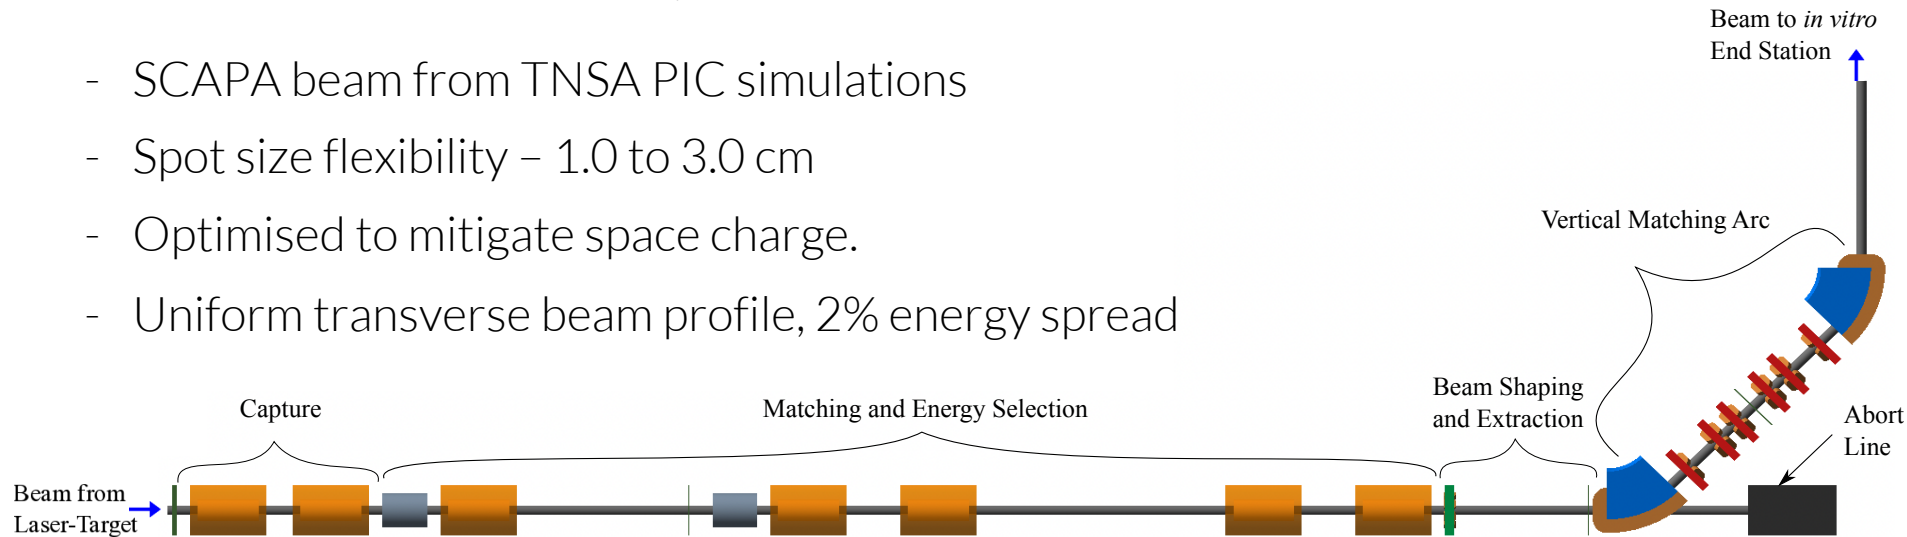 Beam to in vitro
End Station
- SCAPA beam from TNSA PIC simulations
- Spot size flexibility – 1.0 to 3.0 cm
- Optimised to mitigate space charge.
- Uniform transverse beam profile, 2% energy spread
Vertical Matching Arc
Capture
Matching and Energy Selection
Beam Shaping
and Extraction
Abort
Line
Beam from
Laser-Target